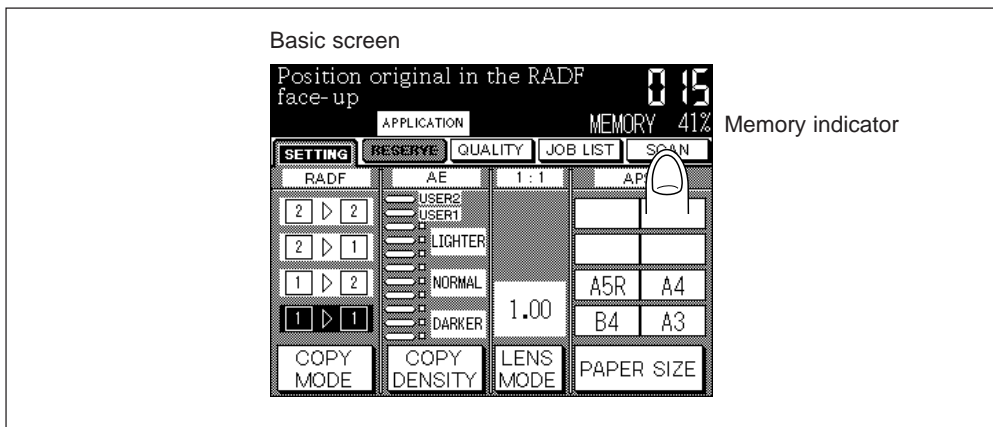 Basic screen
Position original in the RADF
face-up
015
APPLICATION
MEMORY 41%
Memory indicator
SETTING RESERVE QUALITY JOB LIST SCAN
RADF AE 1 : 1
2 ▷ 2
USER2
USER1
2 ▷ 1
LIGHTER
1 ▷ 2
NORMAL
A5R A4
1 ▷ 1
DARKER
1.00
B4 A3
COPY
MODE
COPY
DENSITY
LENS
MODE
PAPER SIZE